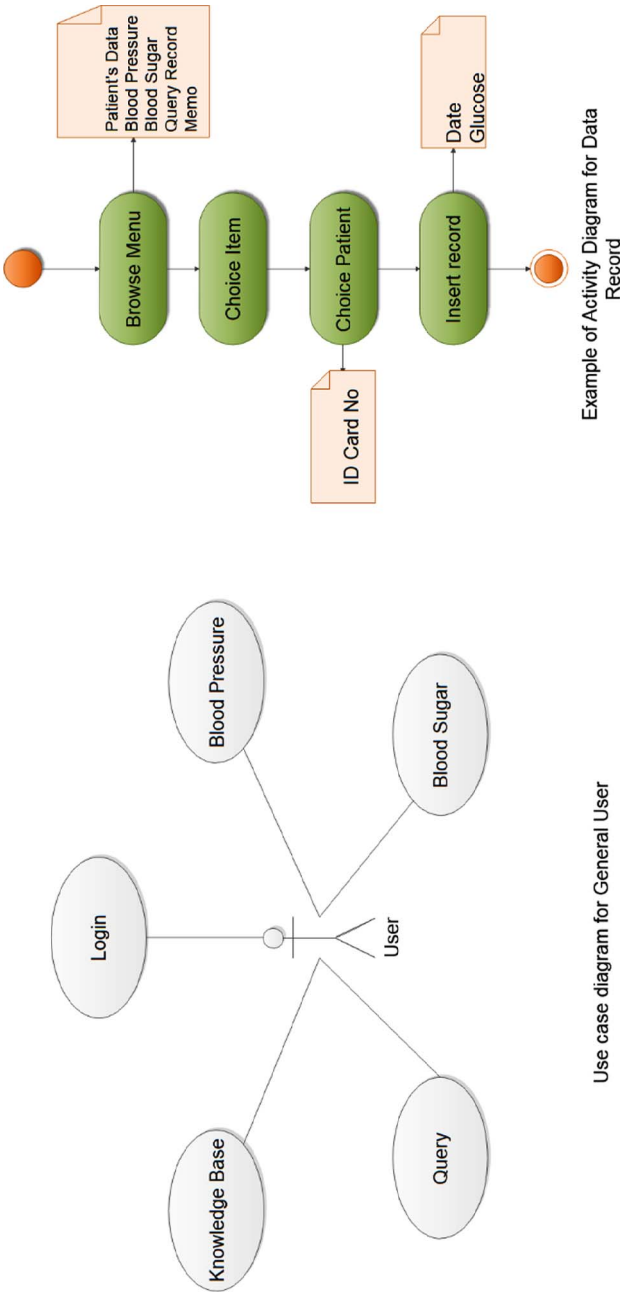 Login
Knowledge Base
Blood Pressure
User
Query
Blood Sugar
Use case diagram for General User
Patient's Data
Blood Pressure
Blood Sugar
Query Record
Memo
Browse Menu
Choice Item
ID Card No
Choice Patient
Date
Glucose
Insert record
Example of Activity Diagram for Data
Record